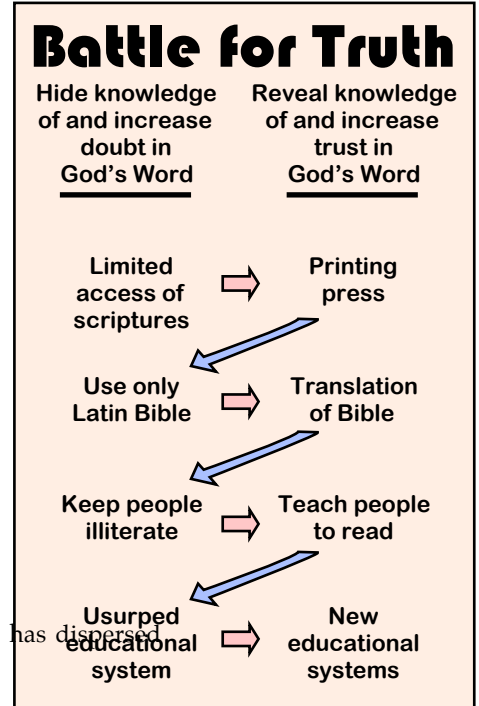 Battle for Truth
Hide knowledge
of and increase
doubt in
God's Word
Reveal knowledge
of and increase
trust in
God's Word
Limited
access of
scriptures
Printing
press
Use only
Latin Bible
Translation
of Bible
Keep people
illiterate
Teach people
to read
has dispersed
Usurped
educational
system
New
educational
systems